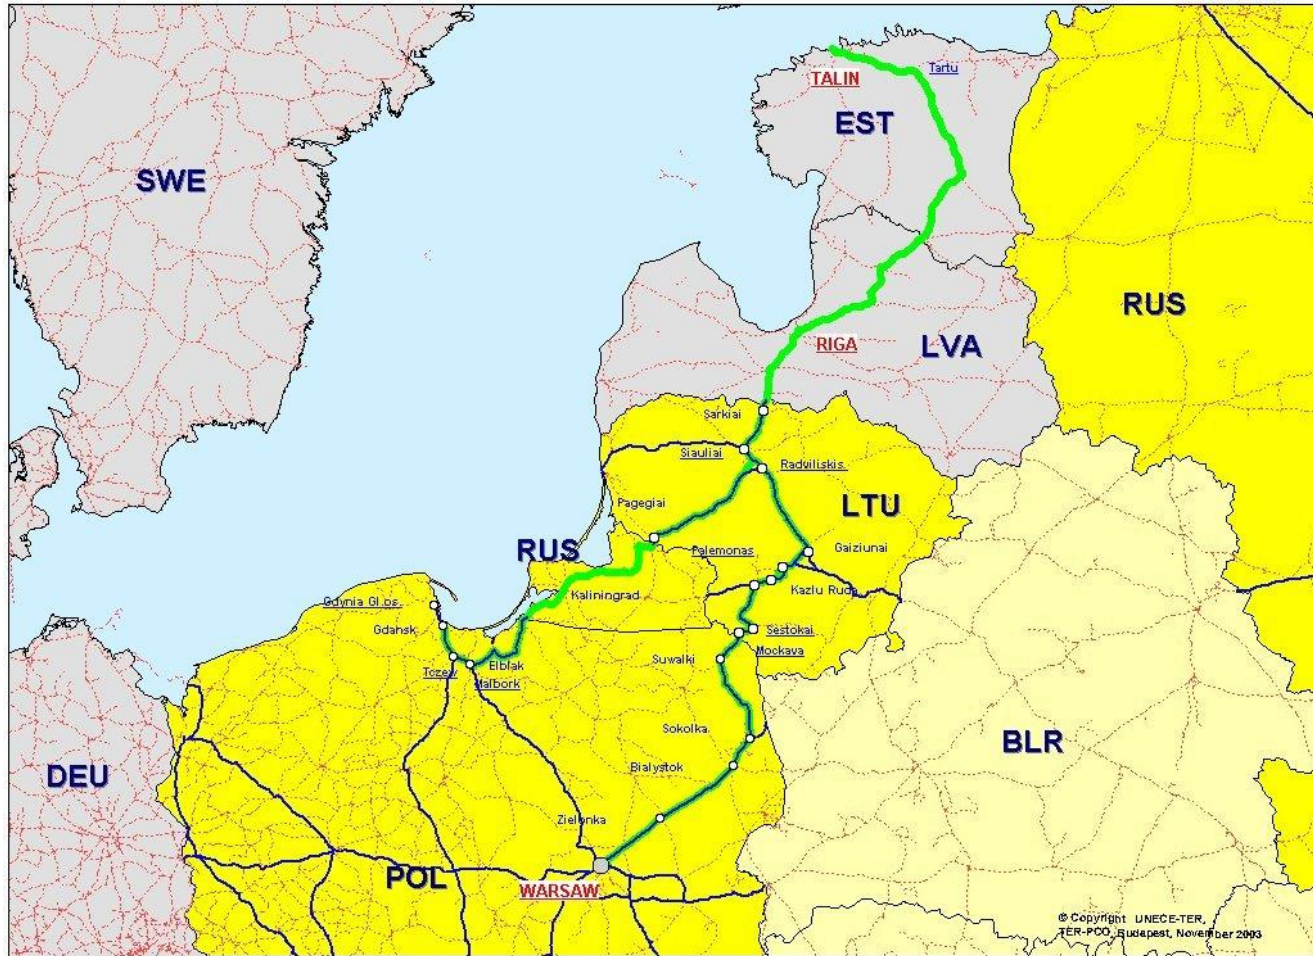 TALIN
Tartu
EST
SWE
RUS
RIGA
LVA
Sarkiai
Siauliai
Radviliskis
Pagegiai
LTU
RUS
Palemonas
Gaiziunai
Kaliningrad
Kazlu Ruda
Gdynia Gl.os.
Gdansk
Sestokai
Mockava
Suwalki
Elblak
Tczew
Malbork
Sokolka
BLR
Bialystok
DEU
Zielonka
POL
WARSAW
© Copyright UNECE-TER,
TER-PCO, Budapest, November 2003